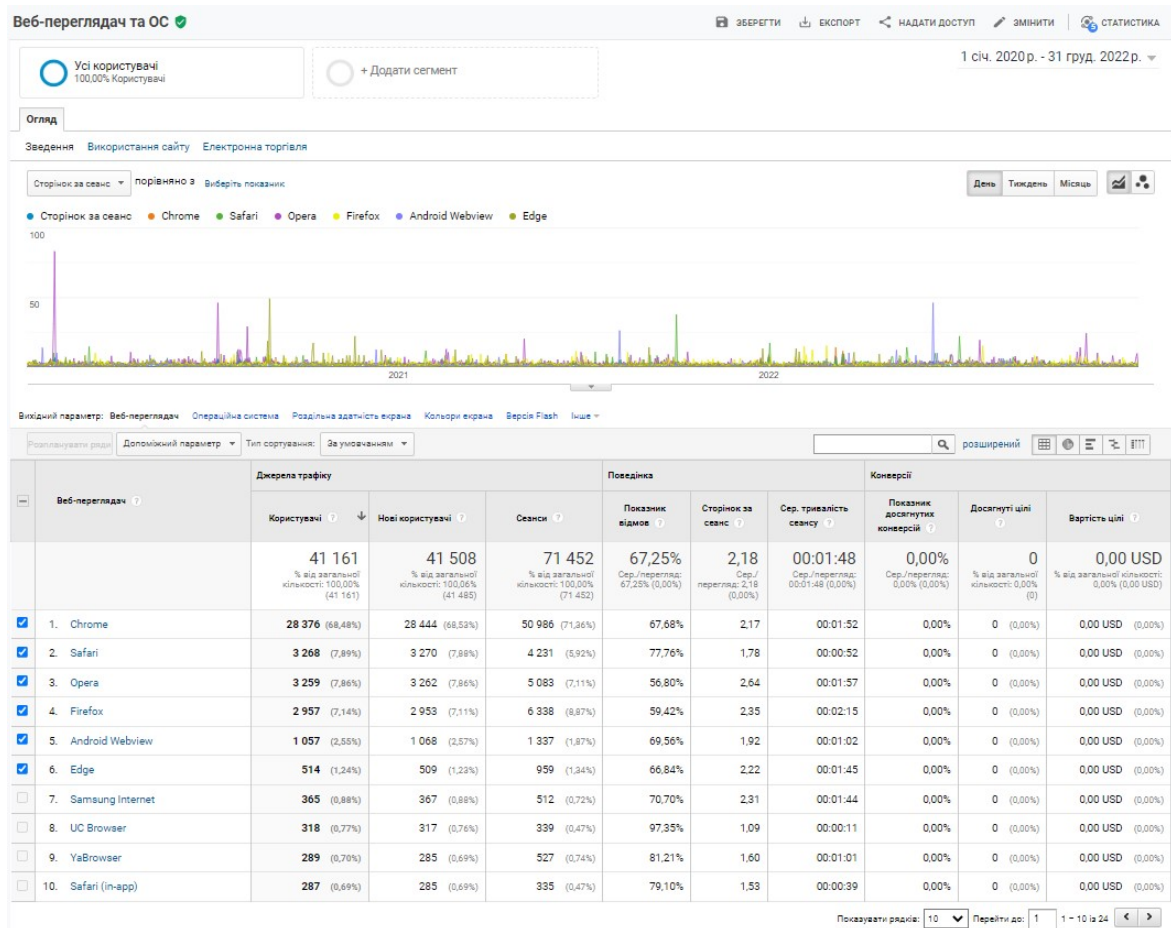 Веб-переглядач та ОС
ЗБЕРЕГТИ ЕКСПОРТ НАДАТИ ДОСТУП ЗМІНИТИ СТАТИСТИКА
Усі користувачі
100,00% Користувачі
+ Додати сегмент
1 січ. 2020 р. - 31 груд. 2022 р.
Огляд
Зведення Використання сайту Електронна торгівля
Сторінок за сеанс порівняно з Виберіть показник
День Тиждень Місяць
Сторінок за сеанс Chrome Safari Opera Firefox Android Webview Edge
100
50
2021 2022
Вихідний параметр: Веб-переглядач Операційна система Роздільна здатність екрана Кольори екрана Версія Flash Інше
Розпланувати ряди Допоміжний параметр Тип сортування: За умовчанням розширений
Веб-переглядач Джерела трафіку Поведінка Конверсії
Користувачі Нові користувачі Сеанси Показник відмов Сторінок за сеанс Сер. тривалість сеансу Показник досягнутих конверсій Досягнуті цілі Вартість цілі
41 161 41 508 71 452 67,25% 2,18 00:01:48 0,00% 0 0,00 USD
% від загальної кількості: 100,00% (41 161) % від загальної кількості: 100,06% (41 485) % від загальної кількості: 100,00% (71 452) Сер./перегляд: 67,25% (0,00%) Сер./перегляд: 2,18 (0,00%) Сер./перегляд: 00:01:48 (0,00%) Сер./перегляд: 0,00% (0,00%) % від загальної кількості: 0,00% (0) % від загальної кількості: 0,00% (0,00 USD)
1. Chrome 28 376 (68,48%) 28 444 (68,53%) 50 986 (71,36%) 67,68% 2,17 00:01:52 0,00% 0 (0,00%) 0,00 USD (0,00%)
2. Safari 3 268 (7,89%) 3 270 (7,88%) 4 231 (5,92%) 77,76% 1,78 00:00:52 0,00% 0 (0,00%) 0,00 USD (0,00%)
3. Opera 3 259 (7,86%) 3 262 (7,86%) 5 083 (7,11%) 56,80% 2,64 00:01:57 0,00% 0 (0,00%) 0,00 USD (0,00%)
4. Firefox 2 957 (7,14%) 2 953 (7,11%) 6 338 (8,87%) 59,42% 2,35 00:02:15 0,00% 0 (0,00%) 0,00 USD (0,00%)
5. Android Webview 1 057 (2,55%) 1 068 (2,57%) 1 337 (1,87%) 69,56% 1,92 00:01:02 0,00% 0 (0,00%) 0,00 USD (0,00%)
6. Edge 514 (1,24%) 509 (1,23%) 959 (1,34%) 66,84% 2,22 00:01:45 0,00% 0 (0,00%) 0,00 USD (0,00%)
7. Samsung Internet 365 (0,88%) 367 (0,88%) 512 (0,72%) 70,70% 2,31 00:01:44 0,00% 0 (0,00%) 0,00 USD (0,00%)
8. UC Browser 318 (0,77%) 317 (0,76%) 339 (0,47%) 97,35% 1,09 00:00:11 0,00% 0 (0,00%) 0,00 USD (0,00%)
9. YaBrowser 289 (0,70%) 285 (0,69%) 527 (0,74%) 81,21% 1,60 00:01:01 0,00% 0 (0,00%) 0,00 USD (0,00%)
10. Safari (in-app) 287 (0,69%) 285 (0,69%) 335 (0,47%) 79,10% 1,53 00:00:39 0,00% 0 (0,00%) 0,00 USD (0,00%)
Показувати рядків: 10 Перейти до: 1 1 – 10 із 24